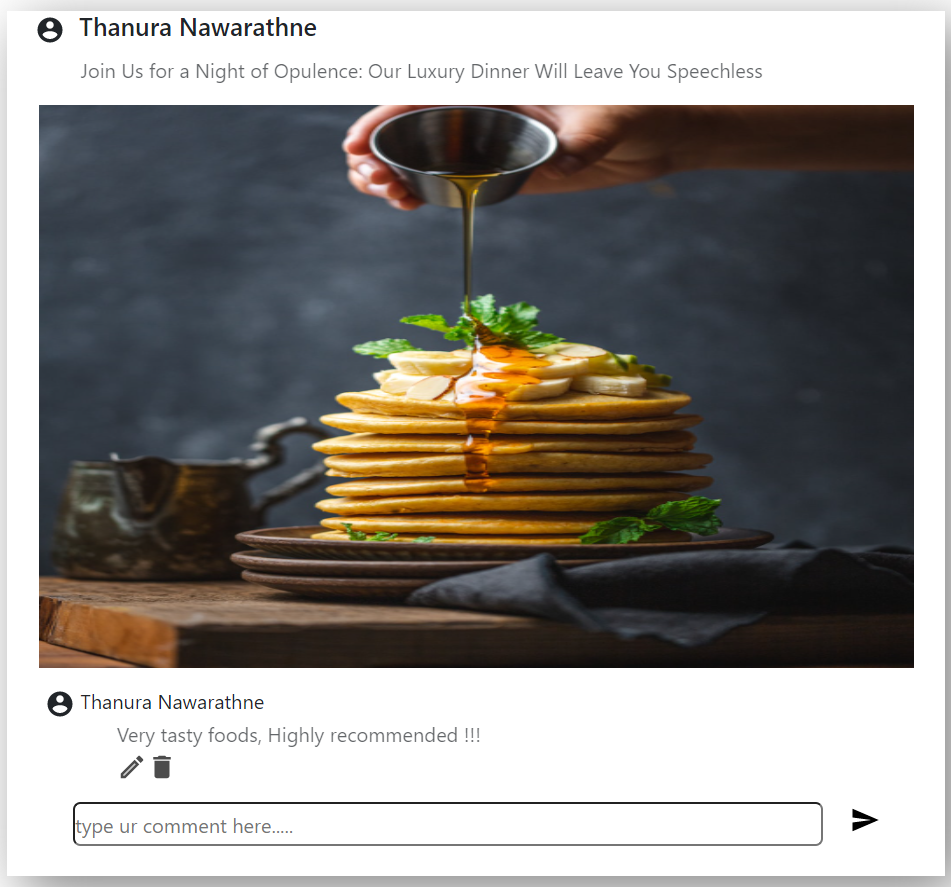 Thanura Nawarathne
Join Us for a Night of Opulence: Our Luxury Dinner Will Leave You Speechless
Thanura Nawarathne
Very tasty foods, Highly recommended !!!
type ur comment here.....